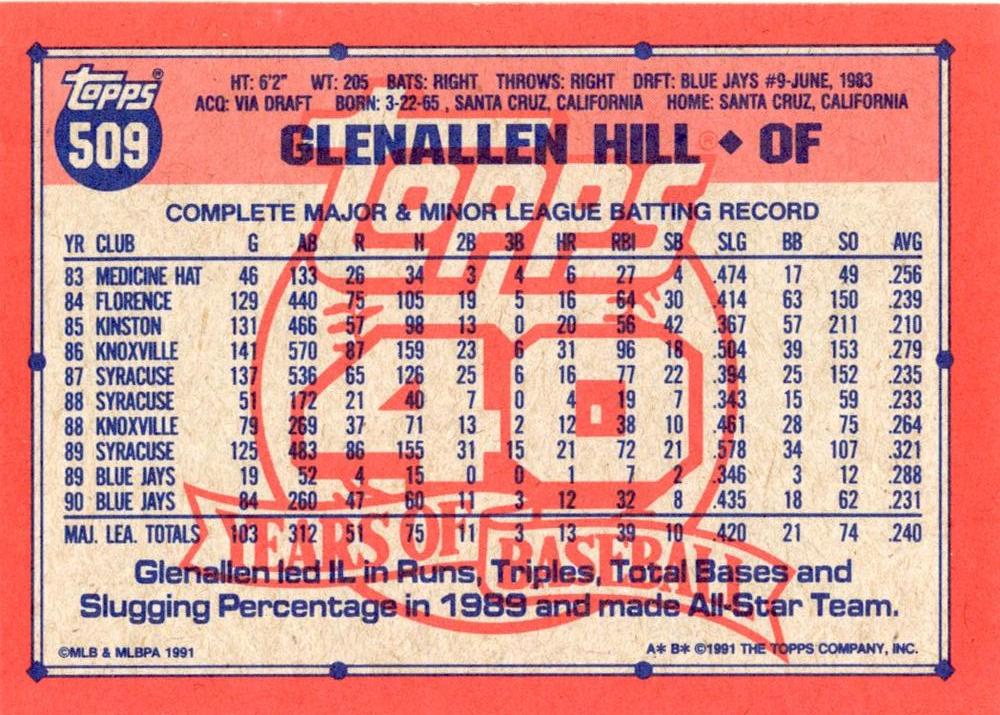 topps®
509
HT: 6'2" WT: 205 BATS: RIGHT THROWS: RIGHT DRFT: BLUE JAYS #9-JUNE, 1983
ACQ: VIA DRAFT BORN: 3-22-65 , SANTA CRUZ, CALIFORNIA HOME: SANTA CRUZ, CALIFORNIA
GLENALLEN HILL ◆ OF
topps®
COMPLETE MAJOR & MINOR LEAGUE BATTING RECORD
YR CLUB G AB R H 2B 3B HR RBI SB SLG BB SO AVG
83 MEDICINE HAT 46 133 26 34 3 4 6 27 4 .474 17 49 .256
84 FLORENCE 129 440 75 105 19 5 16 64 30 .414 63 150 .239
85 KINSTON 131 466 57 98 13 0 20 56 42 .367 57 211 .210
86 KNOXVILLE 141 570 87 159 23 6 31 96 18 .504 39 153 .279
87 SYRACUSE 137 536 65 126 25 6 16 77 22 .394 25 152 .235
88 SYRACUSE 51 172 21 40 7 0 4 19 7 .343 15 59 .233
88 KNOXVILLE 79 269 37 71 13 2 12 38 10 .461 28 75 .264
89 SYRACUSE 125 483 86 155 31 15 21 72 21 .578 34 107 .321
89 BLUE JAYS 19 52 4 15 0 0 1 7 2 .346 3 12 .288
90 BLUE JAYS 84 260 47 60 11 3 12 32 8 .435 18 62 .231
MAJ. LEA. TOTALS 103 312 51 75 11 3 13 39 10 .420 21 74 .240
40
YEARS OF BASEBALL
Glenallen led IL in Runs, Triples, Total Bases and
Slugging Percentage in 1989 and made All-Star Team.
©MLB & MLBPA 1991 A* B* ©1991 THE TOPPS COMPANY, INC.